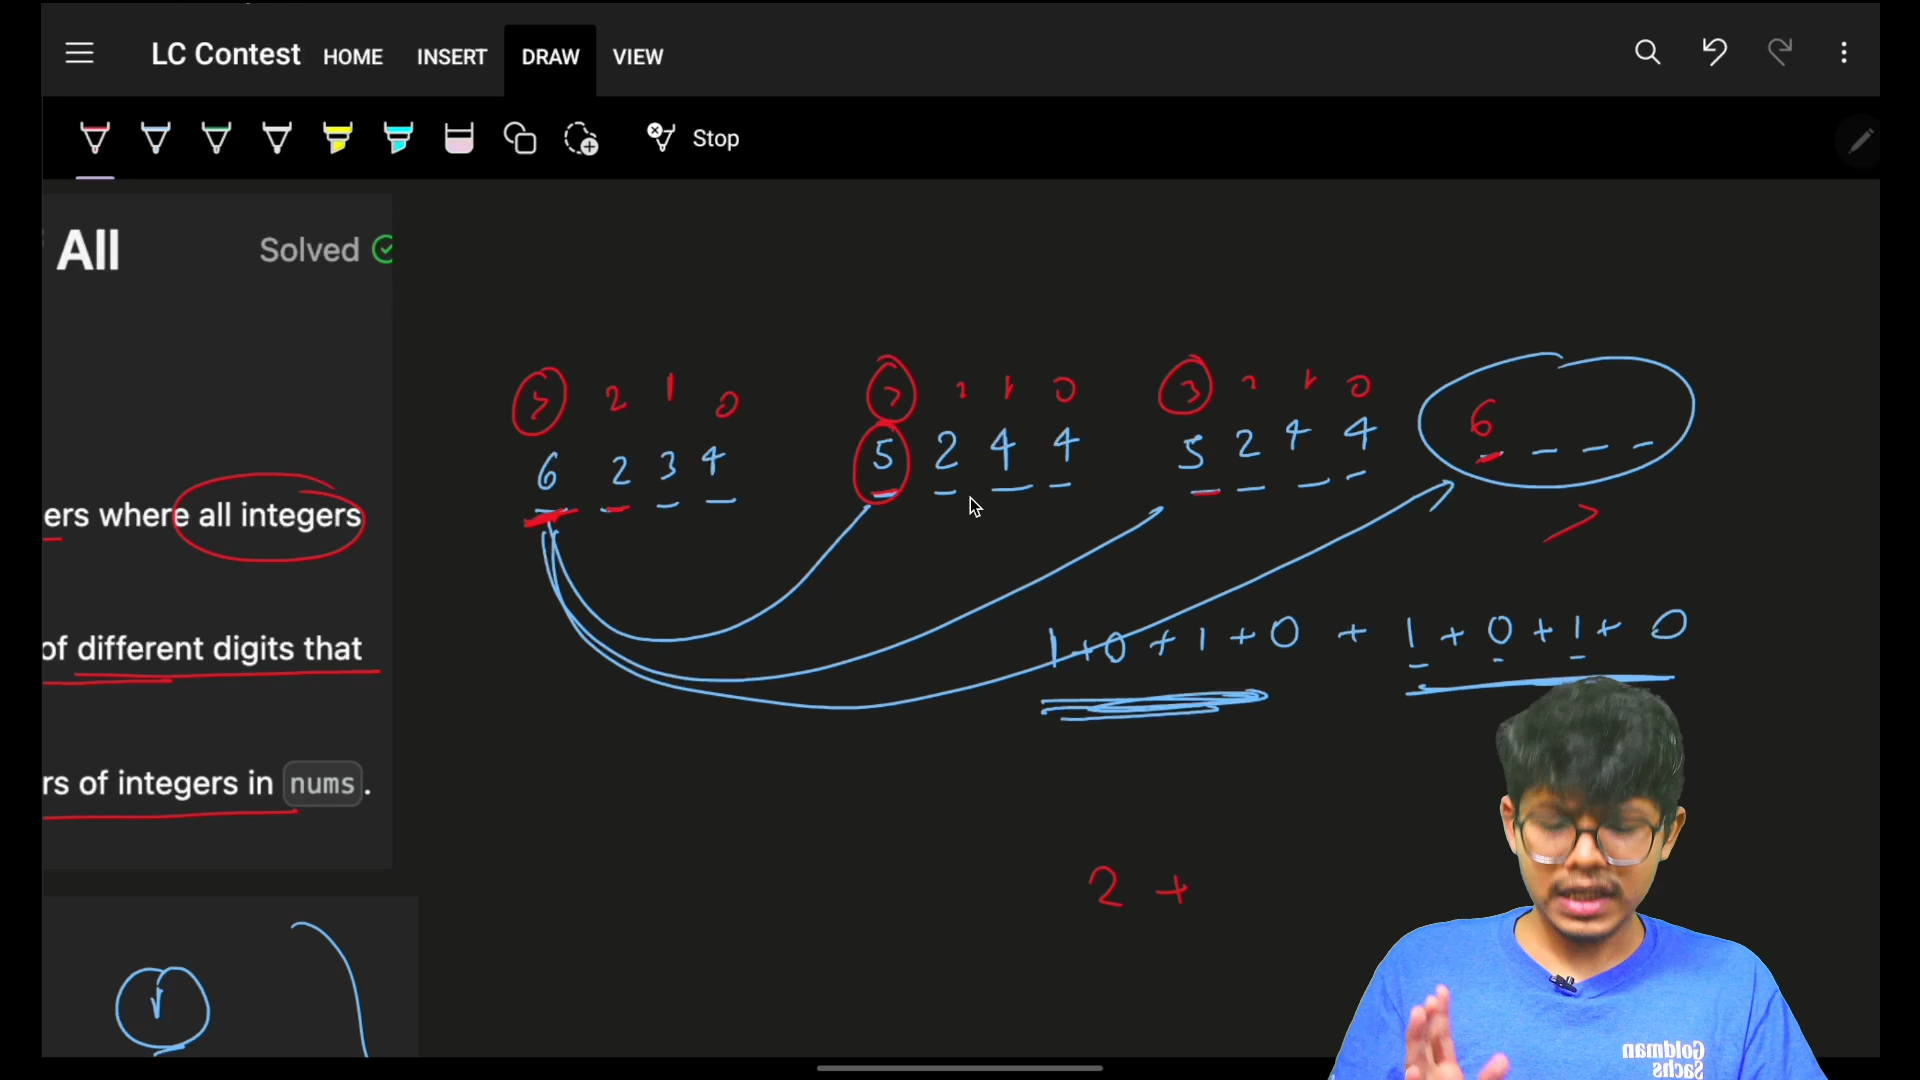 LC Contest HOME INSERT DRAW VIEW
Stop
All Solved
ers where all integers
of different digits that
rs of integers in nums.
3 2 1 0
6 2 3 4
2 1 0
5 2 4 4
3 2 1 0
5 2 4 4
6
1+0+1+0 + 1+0+1+0
2 +
Goldman
Sachs